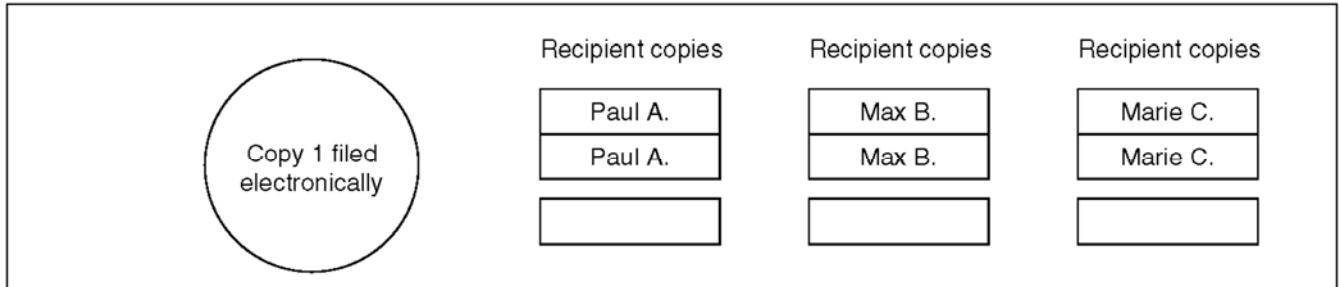 Recipient copies
Recipient copies
Recipient copies
Paul A.
Max B.
Marie C.
Paul A.
Max B.
Marie C.
Copy 1 filed
electronically